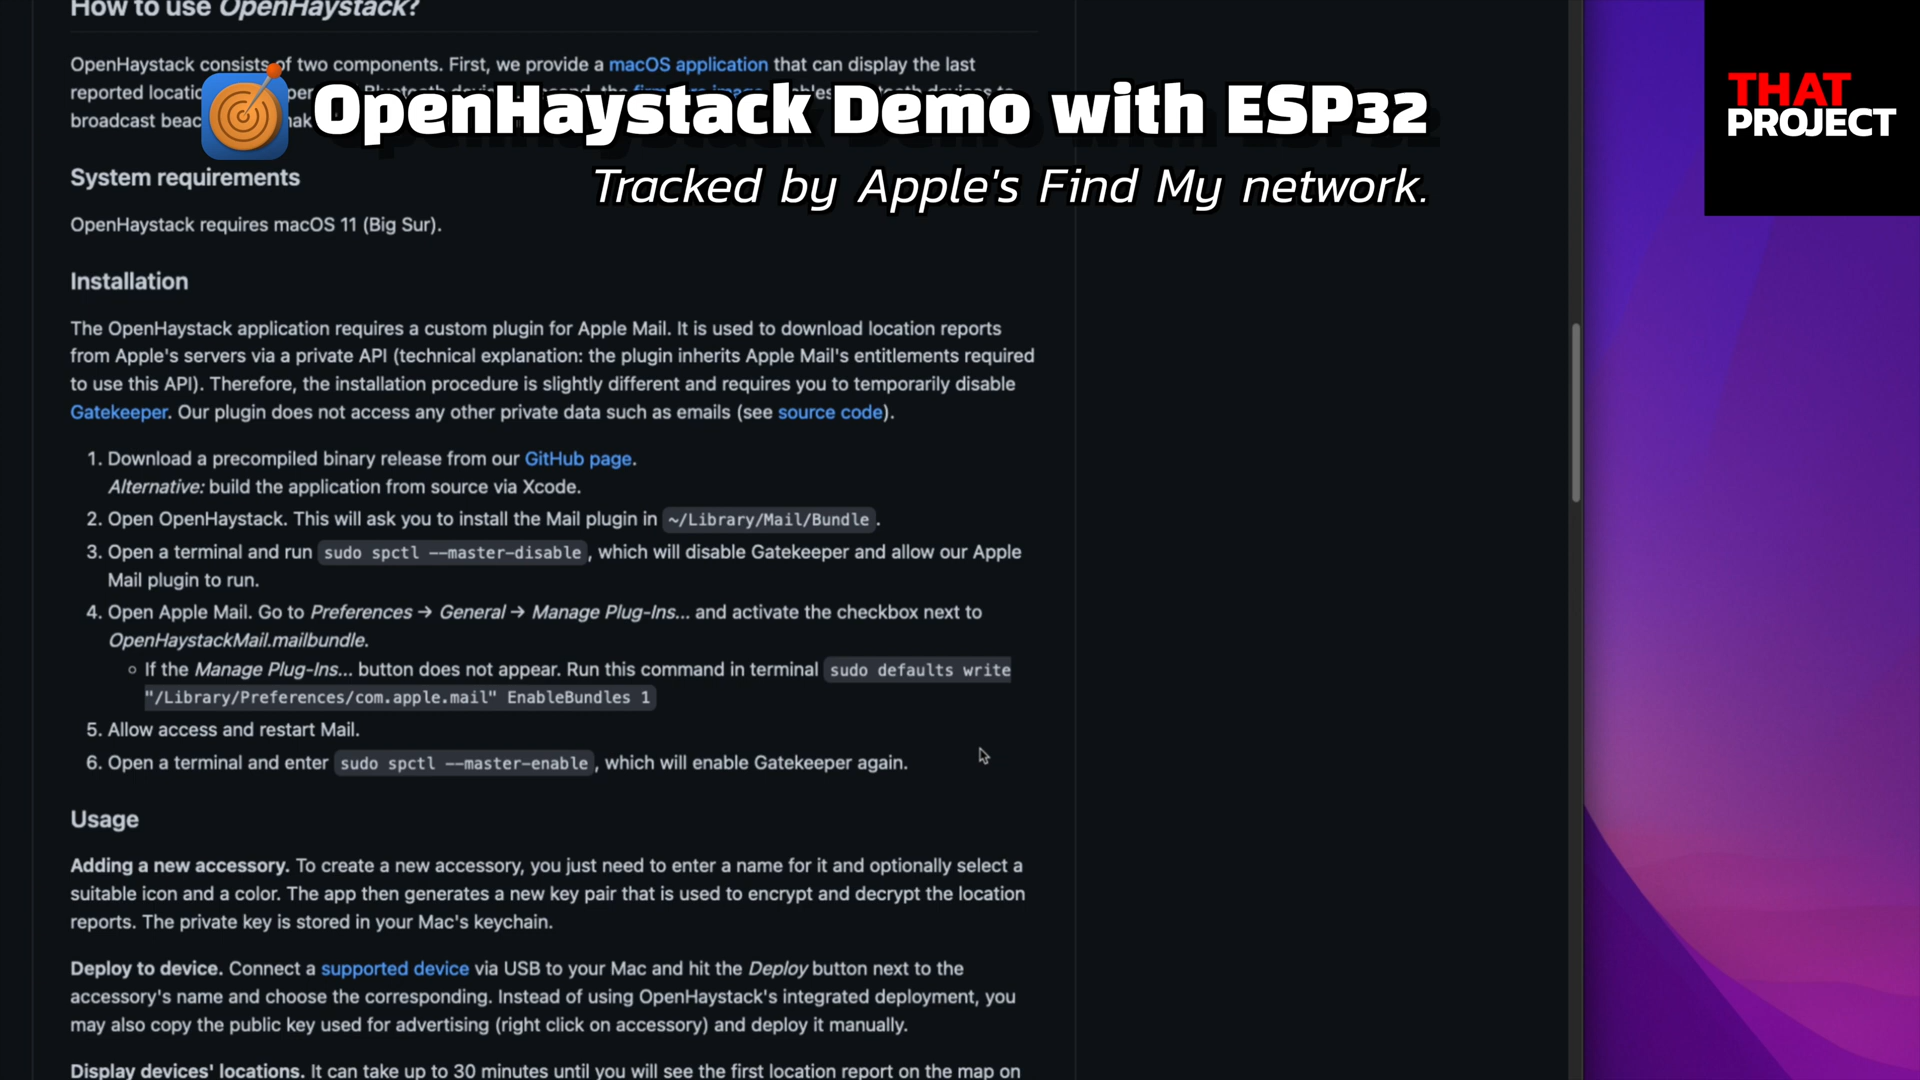 How to use OpenHaystack?
OpenHaystack consists of two components. First, we provide a macOS application that can display the last
reported
broadcast
OpenHaystack Demo with ESP32
Tracked by Apple's Find My network.
THAT
PROJECT
System requirements
OpenHaystack requires macOS 11 (Big Sur).
Installation
The OpenHaystack application requires a custom plugin for Apple Mail. It is used to download location reports
from Apple's servers via a private API (technical explanation: the plugin inherits Apple Mail's entitlements required
to use this API). Therefore, the installation procedure is slightly different and requires you to temporarily disable
Gatekeeper. Our plugin does not access any other private data such as emails (see source code).
1. Download a precompiled binary release from our GitHub page.
Alternative: build the application from source via Xcode.
2. Open OpenHaystack. This will ask you to install the Mail plugin in ~/Library/Mail/Bundle.
3. Open a terminal and run sudo spctl --master-disable, which will disable Gatekeeper and allow our Apple
Mail plugin to run.
4. Open Apple Mail. Go to Preferences → General → Manage Plug-Ins... and activate the checkbox next to
OpenHaystackMail.mailbundle.
○ If the Manage Plug-Ins... button does not appear. Run this command in terminal sudo defaults write
"/Library/Preferences/com.apple.mail" EnableBundles 1
5. Allow access and restart Mail.
6. Open a terminal and enter sudo spctl --master-enable, which will enable Gatekeeper again.
Usage
Adding a new accessory. To create a new accessory, you just need to enter a name for it and optionally select a
suitable icon and a color. The app then generates a new key pair that is used to encrypt and decrypt the location
reports. The private key is stored in your Mac's keychain.
Deploy to device. Connect a supported device via USB to your Mac and hit the Deploy button next to the
accessory's name and choose the corresponding. Instead of using OpenHaystack's integrated deployment, you
may also copy the public key used for advertising (right click on accessory) and deploy it manually.
Display devices' locations. It can take up to 30 minutes until you will see the first location report on the map on